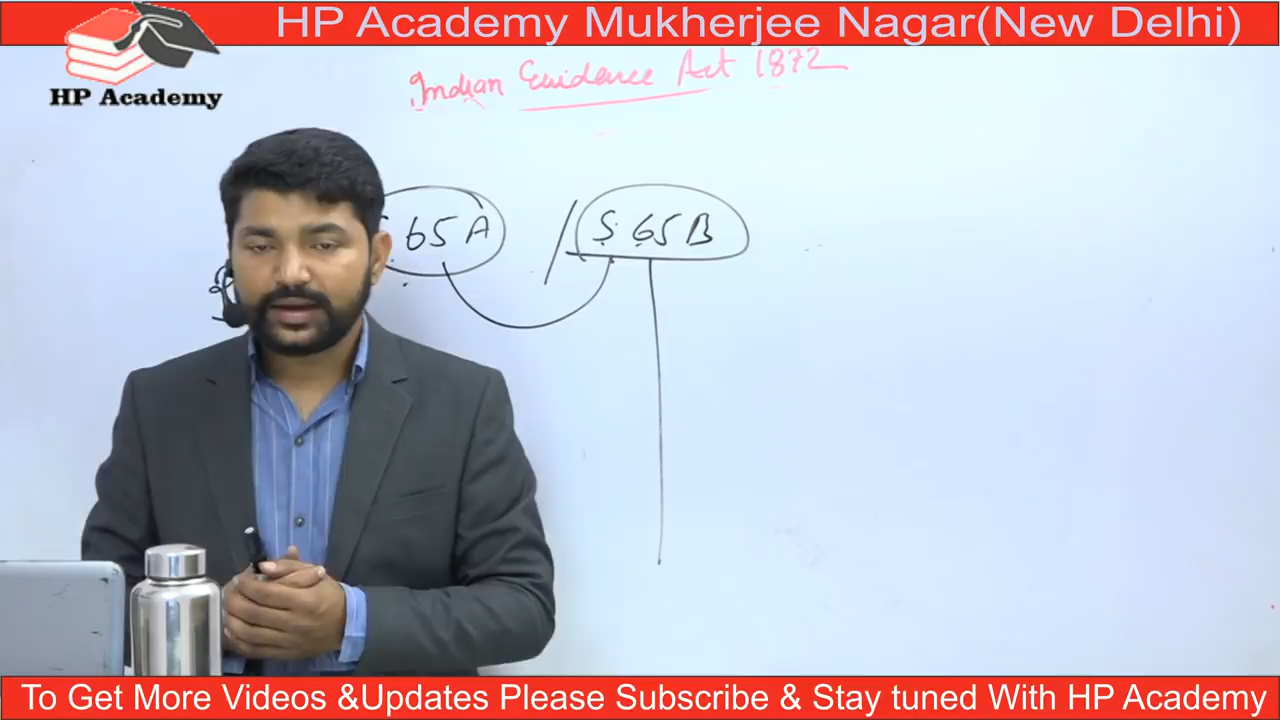 HP Academy Mukherjee Nagar(New Delhi)
HP Academy
Indian Evidence Act 1872
65A
S. 65B
To Get More Videos &Updates Please Subscribe & Stay tuned With HP Academy